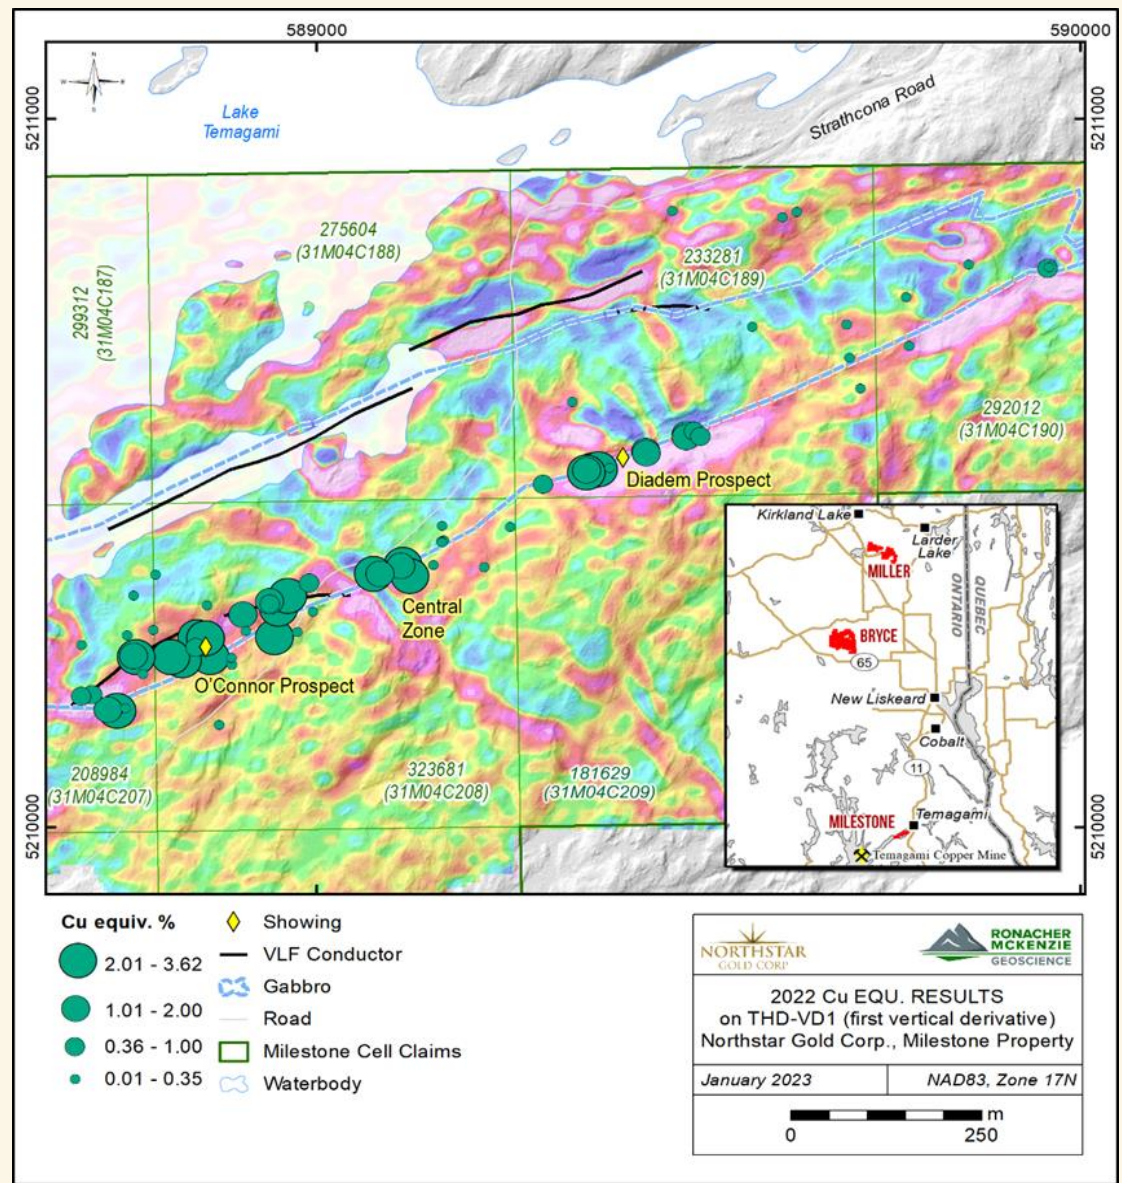 589000
590000
N
W
E
S
Lake
Temagami
Strathcona Road
5211000
5211000
275604
(31M04C188)
233281
(31M04C189)
299312
(31M04C187)
292012
(31M04C190)
Diadem Prospect
Central
Zone
O'Connor Prospect
208984
(31M04C207)
323681
(31M04C208)
181629
(31M04C209)
5210000
5210000
Kirkland Lake
Larder
Lake
MILLER
ONTARIO
QUEBEC
BRYCE
65
New Liskeard
Cobalt
11
MILESTONE
Temagami
Temagami Copper Mine
Cu equiv. %
2.01 - 3.62
1.01 - 2.00
0.36 - 1.00
0.01 - 0.35
Showing
VLF Conductor
Gabbro
Road
Milestone Cell Claims
Waterbody
NORTHSTAR
GOLD CORP
RONACHER
MCKENZIE
GEOSCIENCE
2022 Cu EQU. RESULTS
on THD-VD1 (first vertical derivative)
Northstar Gold Corp., Milestone Property
January 2023
NAD83, Zone 17N
m
0 250